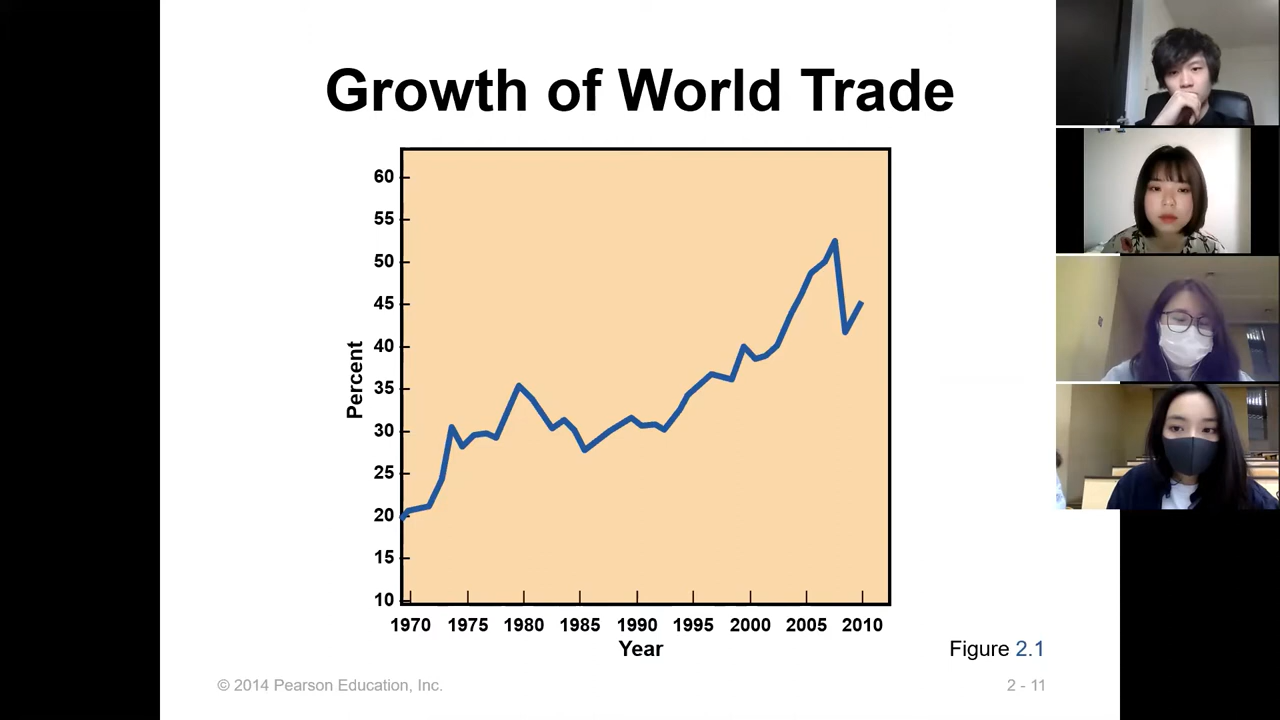 Growth of World Trade
60
55
50
45
40
35
30
25
20
15
10
Percent
1970 1975 1980 1985 1990 1995 2000 2005 2010
Year
Figure 2.1
© 2014 Pearson Education, Inc.
2 - 11